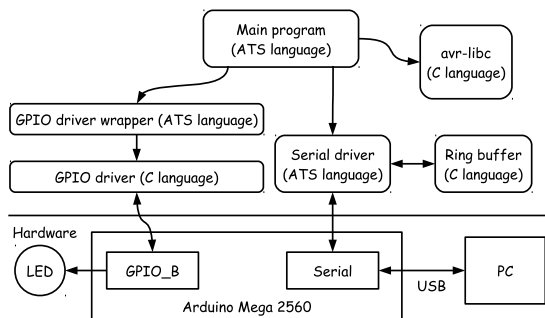 Main program
(ATS language)
avr-libc
(C language)
GPIO driver wrapper (ATS language)
Serial driver
(ATS language)
Ring buffer
(C language)
GPIO driver (C language)
Hardware
LED
GPIO_B
Serial
USB
PC
Arduino Mega 2560